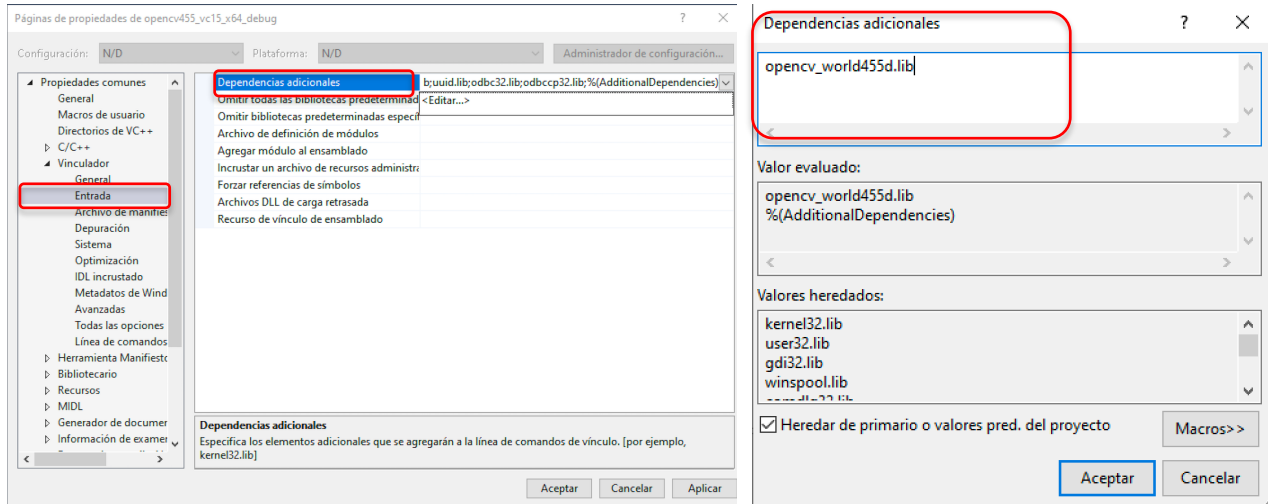 Páginas de propiedades de opencv455_vc15_x64_debug
?
Configuración: N/D Plataforma: N/D Administrador de configuración...
Propiedades comunes
General
Macros de usuario
Directorios de VC++
C/C++
Vinculador
General
Entrada
Archivo de manifies
Depuración
Sistema
Optimización
IDL incrustado
Metadatos de Wind
Avanzadas
Todas las opciones
Línea de comandos
Herramienta Manifiesto
Bibliotecario
Recursos
MIDL
Generador de documer
Información de examer
Dependencias adicionales b;uuid.lib;odbc32.lib;odbccp32.lib;%(AdditionalDependencies)
Omitir todas las bibliotecas predeterminad <Editar...>
Omitir bibliotecas predeterminadas específ
Archivo de definición de módulos
Agregar módulo al ensamblado
Incrustar un archivo de recursos administra
Forzar referencias de símbolos
Archivos DLL de carga retrasada
Recurso de vínculo de ensamblado
Dependencias adicionales
Especifica los elementos adicionales que se agregarán a la línea de comandos de vínculo. [por ejemplo,
kernel32.lib]
Aceptar Cancelar Aplicar
Dependencias adicionales ?
opencv_world455d.lib
Valor evaluado:
opencv_world455d.lib
%(AdditionalDependencies)
Valores heredados:
kernel32.lib
user32.lib
gdi32.lib
winspool.lib
Heredar de primario o valores pred. del proyecto
Macros>>
Aceptar Cancelar